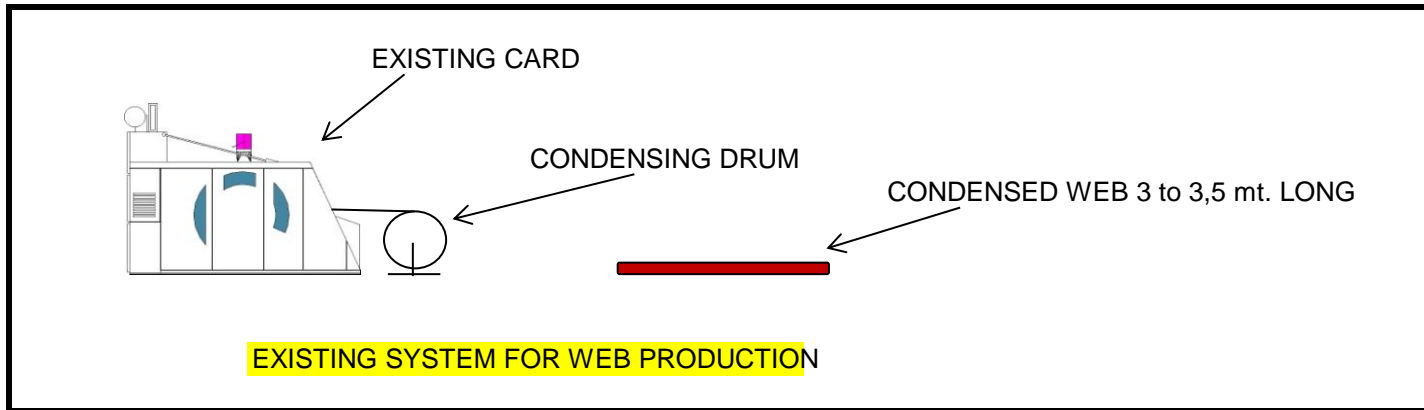 EXISTING CARD
CONDENSING DRUM
CONDENSED WEB 3 to 3,5 mt. LONG
EXISTING SYSTEM FOR WEB PRODUCTION